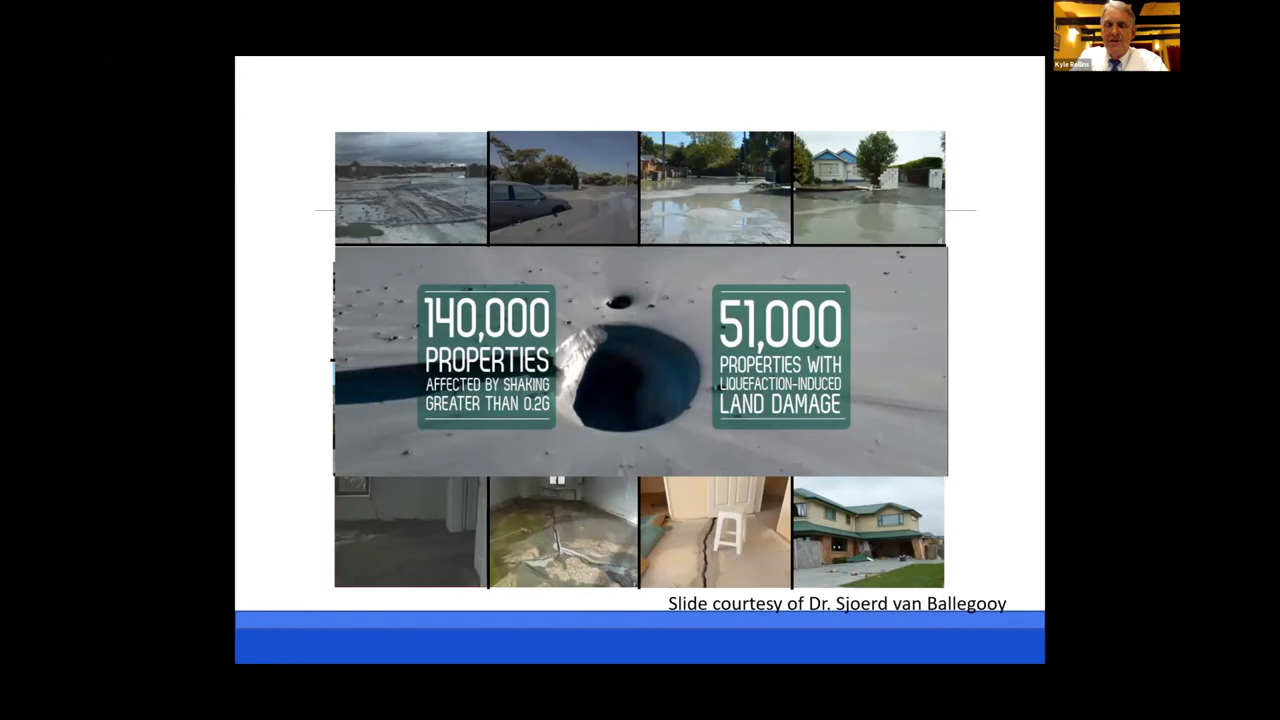 Kyle Rollins
140,000
PROPERTIES
AFFECTED BY SHAKING
GREATER THAN 0.2G
51,000
PROPERTIES WITH
LIQUEFACTION-INDUCED
LAND DAMAGE
Slide courtesy of Dr. Sjoerd van Ballegooy